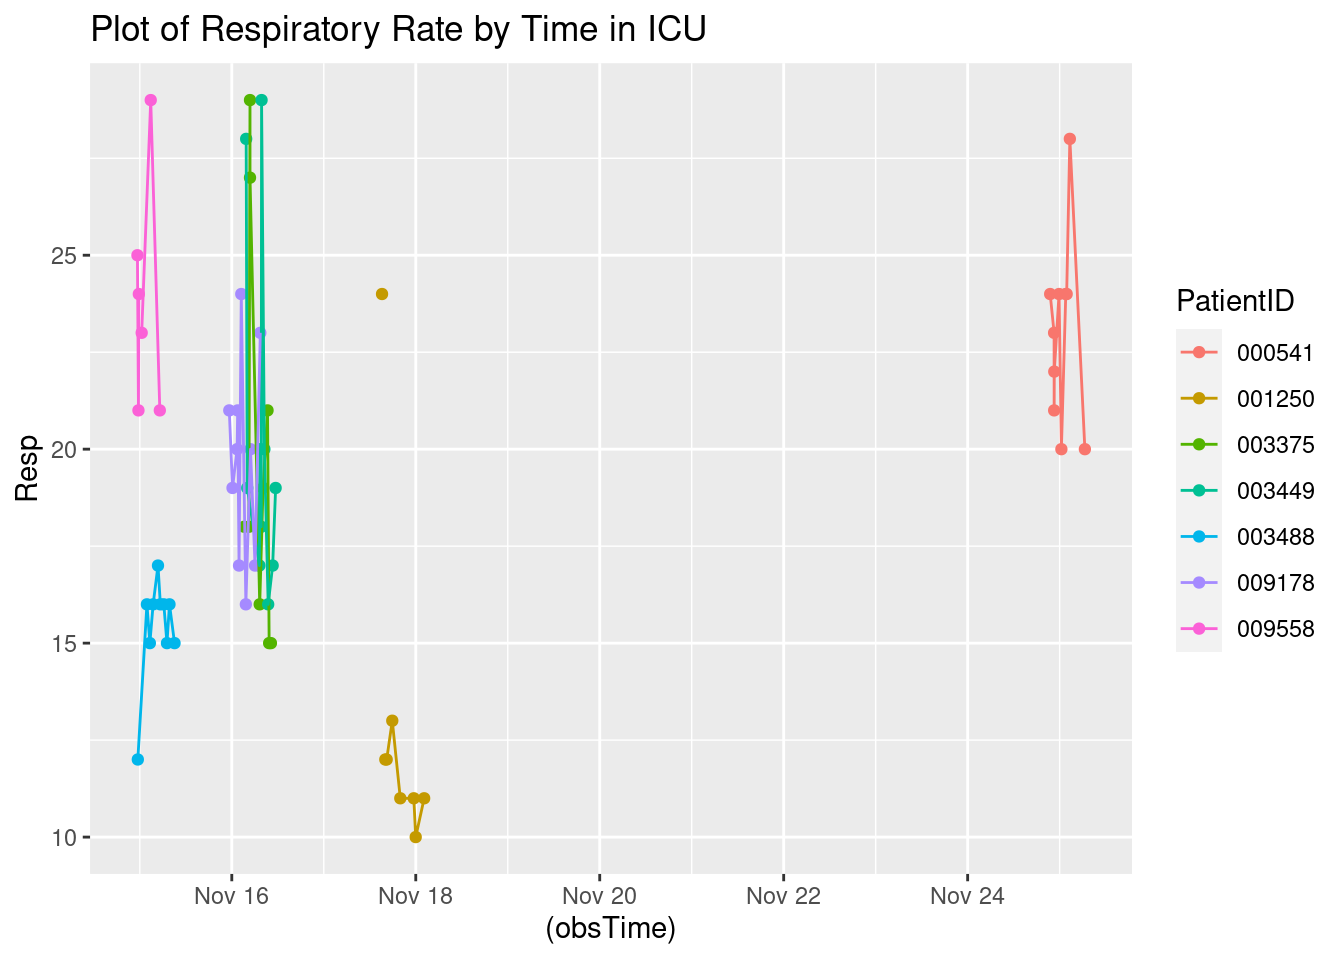 Plot of Respiratory Rate by Time in ICU
25
20
15
10
Resp
Nov 16 Nov 18 Nov 20 Nov 22 Nov 24
(obsTime)
PatientID
000541
001250
003375
003449
003488
009178
009558